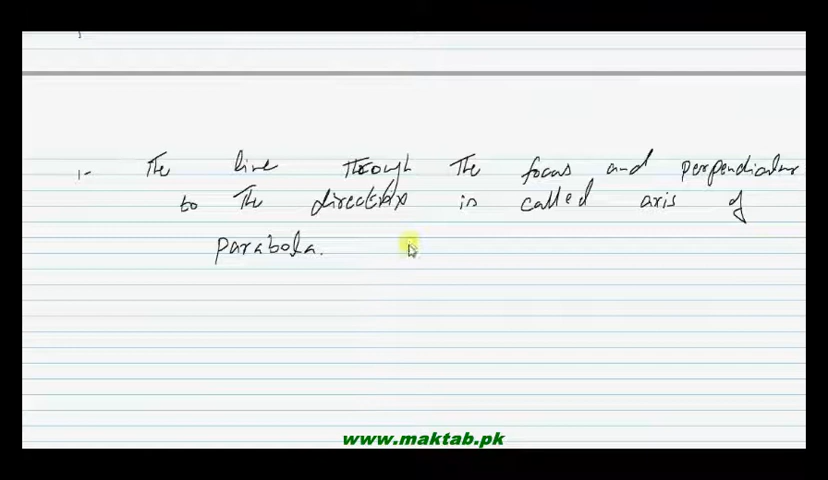 1- The line through the focus and perpendicular
to the directrix is called axis of
parabola.
www.maktab.pk